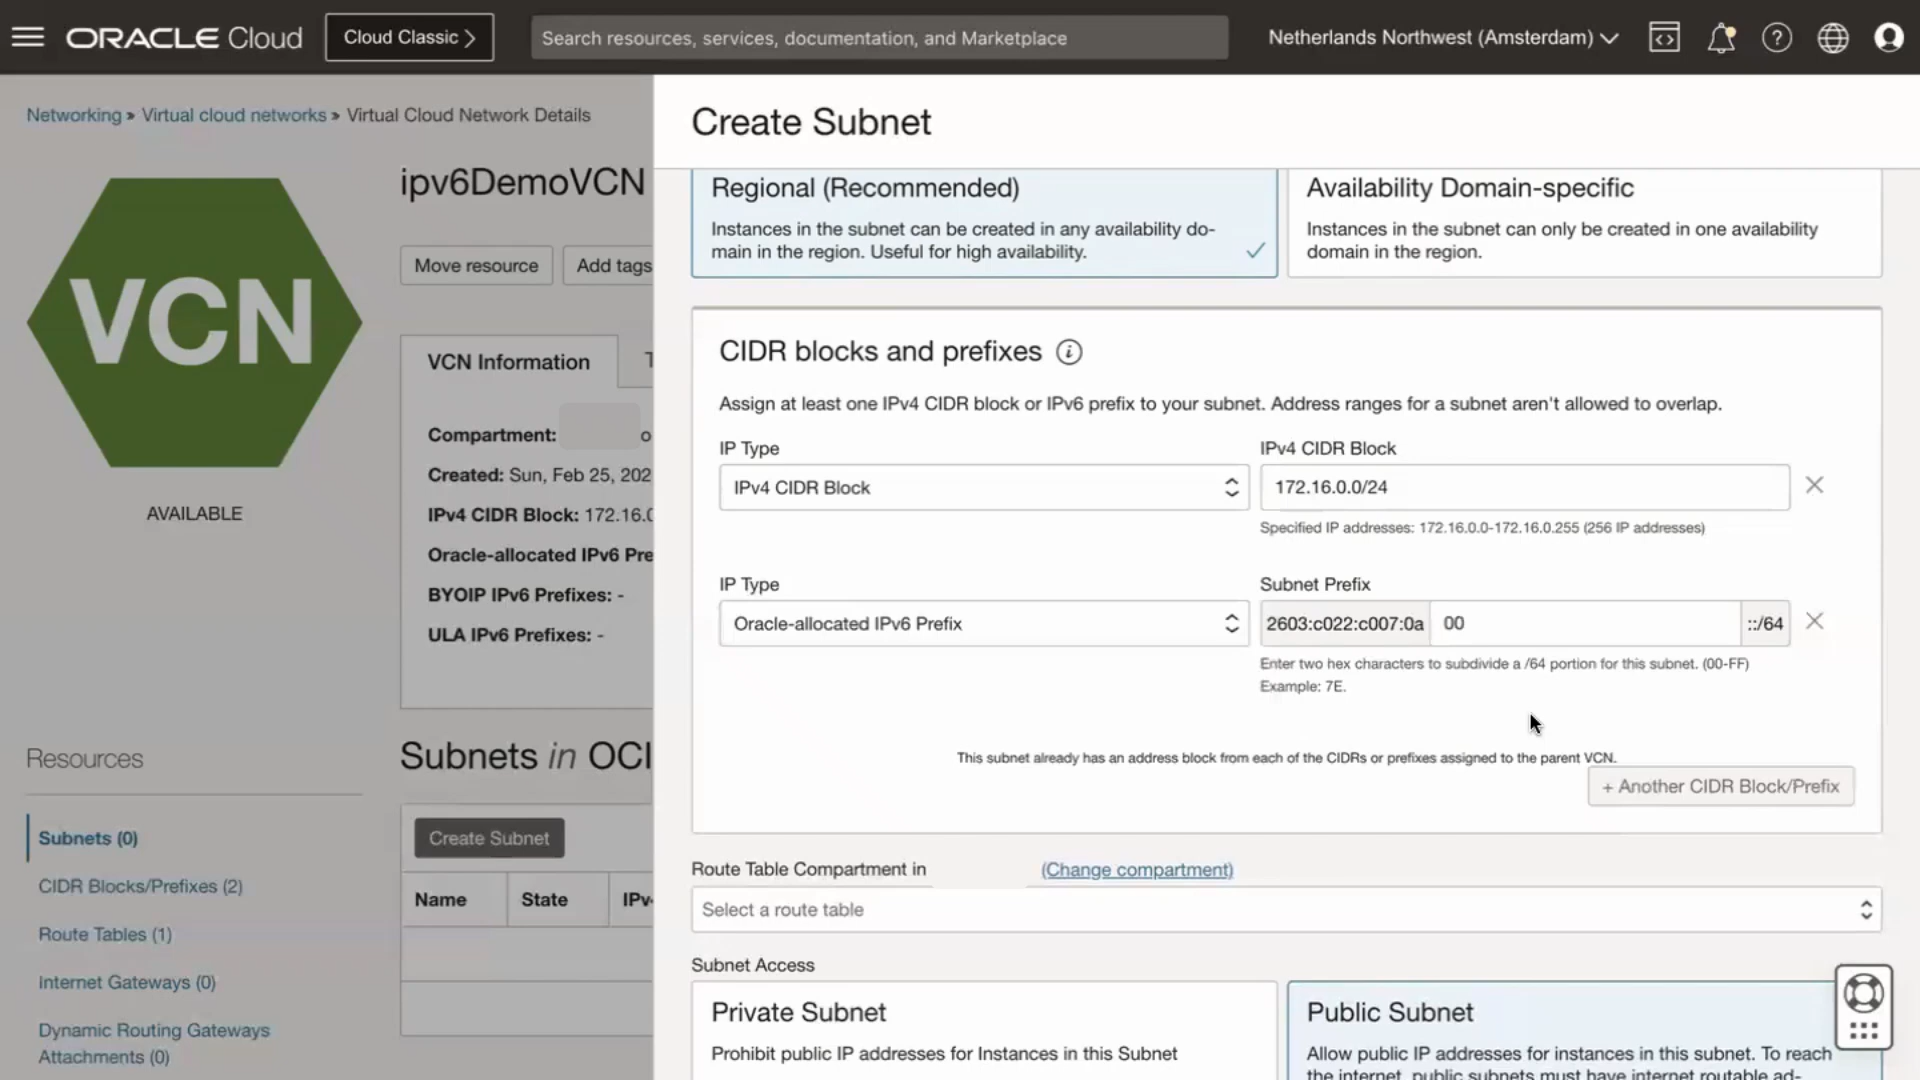 ORACLE Cloud
Cloud Classic
Search resources, services, documentation, and Marketplace
Netherlands Northwest (Amsterdam)
Networking » Virtual cloud networks » Virtual Cloud Network Details
VCN
AVAILABLE
ipv6DemoVCN
Move resource
Add tags
VCN Information
T
Compartment:
o
Created: Sun, Feb 25, 202
IPv4 CIDR Block: 172.16.0
Oracle-allocated IPv6 Pre
BYOIP IPv6 Prefixes: -
ULA IPv6 Prefixes: -
Resources
Subnets (0)
CIDR Blocks/Prefixes (2)
Route Tables (1)
Internet Gateways (0)
Dynamic Routing Gateways
Attachments (0)
Subnets in OCI
Create Subnet
Name
State
IPv
Create Subnet
Regional (Recommended)
Instances in the subnet can be created in any availability do-
main in the region. Useful for high availability.
Availability Domain-specific
Instances in the subnet can only be created in one availability
domain in the region.
CIDR blocks and prefixes
Assign at least one IPv4 CIDR block or IPv6 prefix to your subnet. Address ranges for a subnet aren't allowed to overlap.
IP Type
IPv4 CIDR Block
IPv4 CIDR Block
172.16.0.0/24
Specified IP addresses: 172.16.0.0-172.16.0.255 (256 IP addresses)
IP Type
Oracle-allocated IPv6 Prefix
Subnet Prefix
2603:c022:c007:0a
00
::/64
Enter two hex characters to subdivide a /64 portion for this subnet. (00-FF)
Example: 7E.
This subnet already has an address block from each of the CIDRs or prefixes assigned to the parent VCN.
+ Another CIDR Block/Prefix
Route Table Compartment in
(Change compartment)
Select a route table
Subnet Access
Private Subnet
Prohibit public IP addresses for Instances in this Subnet
Public Subnet
Allow public IP addresses for instances in this subnet. To reach
the internet, public subnets must have internet routable ad-